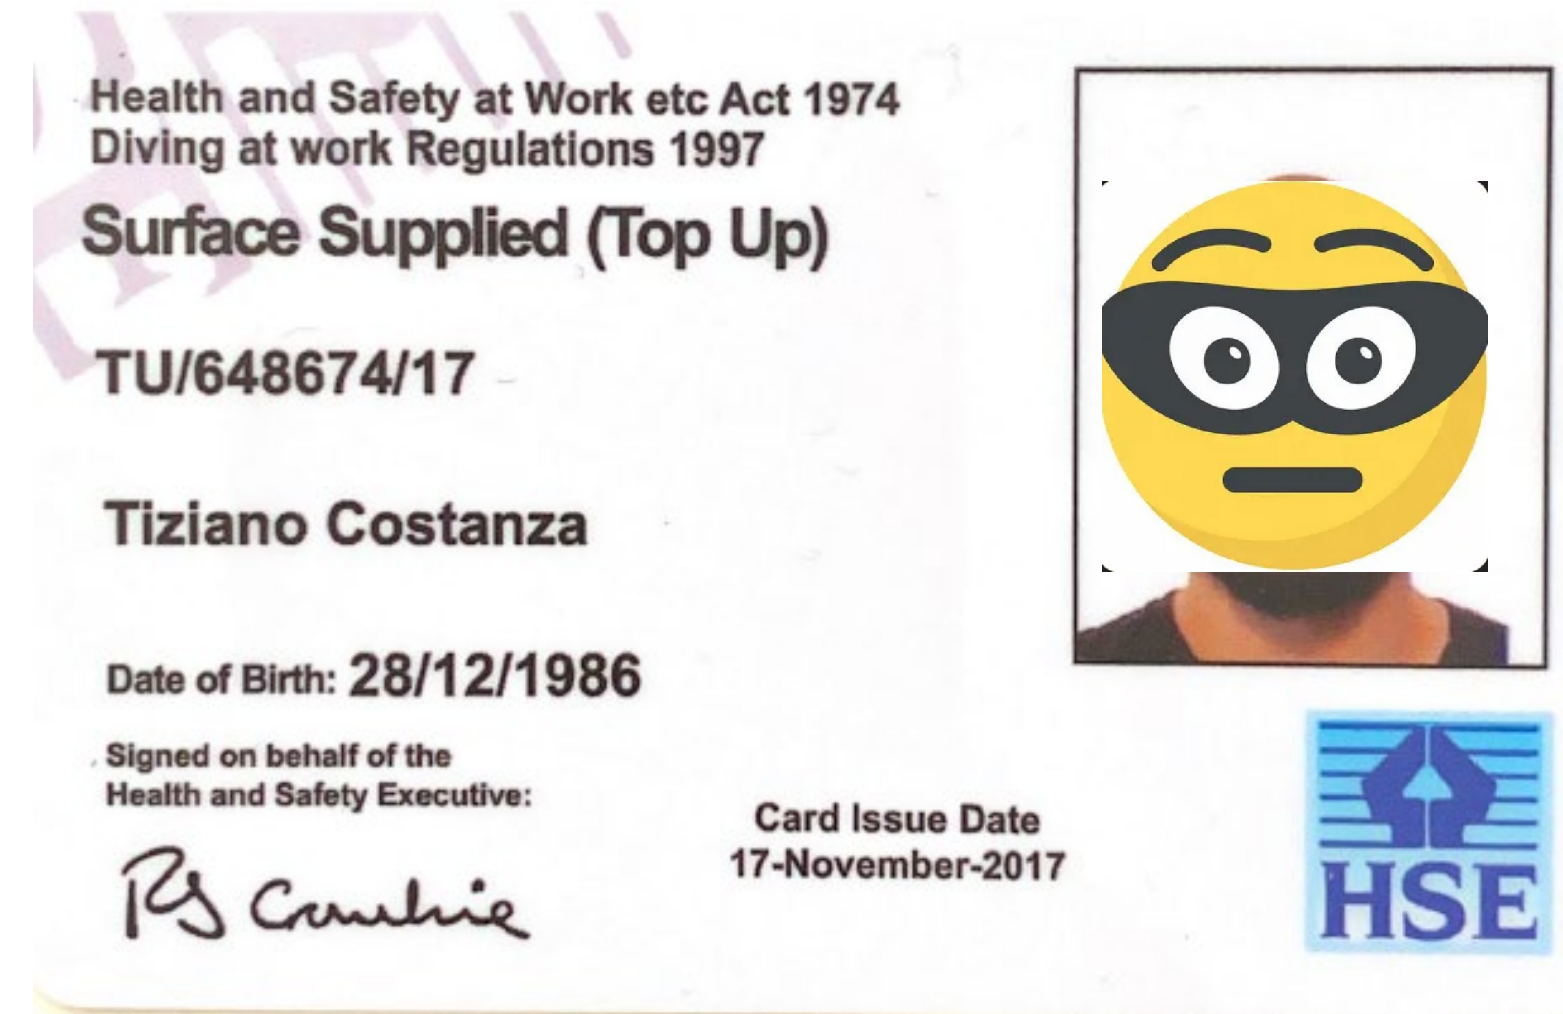 Health and Safety at Work etc Act 1974
Diving at work Regulations 1997
Surface Supplied (Top Up)
TU/648674/17
Tiziano Costanza
Date of Birth: 28/12/1986
Signed on behalf of the
Health and Safety Executive:
Card Issue Date
17-November-2017
HSE